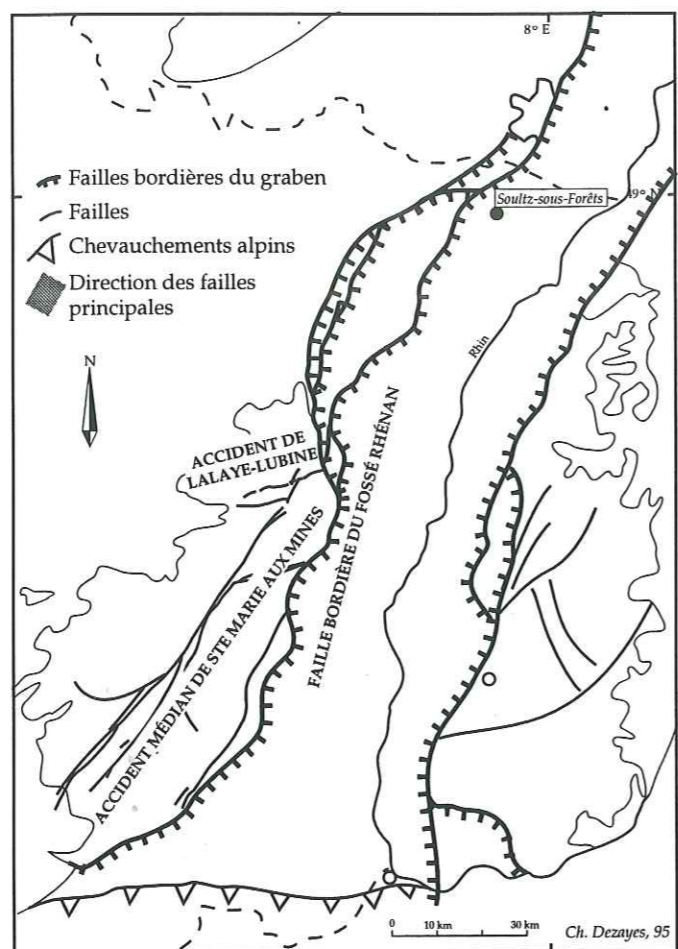 8° E
Failles bordières du graben
49° N
Soultz-sous-Forêts
Failles
Chevauchements alpins
Direction des failles
principales
N
Rhin
ACCIDENT DE
LALAYE-LUBINE
FAILLE BORDIÈRE DU FOSSÉ RHÉNAN
ACCIDENT MÉDIAN DE STE MARIE AUX MINES
0 10 km 30 km
Ch. Dezayes, 95